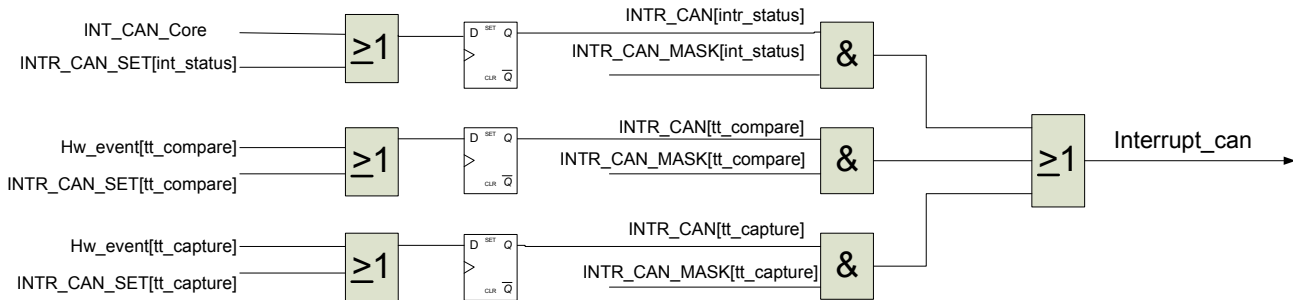 INT_CAN_Core
INTR_CAN_SET[int_status]
≥1
D SET Q
CLR Q̅
INTR_CAN[intr_status]
INTR_CAN_MASK[int_status]
&
Hw_event[tt_compare]
INTR_CAN_SET[tt_compare]
≥1
D SET Q
CLR Q̅
INTR_CAN[tt_compare]
INTR_CAN_MASK[tt_compare]
&
≥1
Interrupt_can
Hw_event[tt_capture]
INTR_CAN_SET[tt_capture]
≥1
D SET Q
CLR Q̅
INTR_CAN[tt_capture]
INTR_CAN_MASK[tt_capture]
&